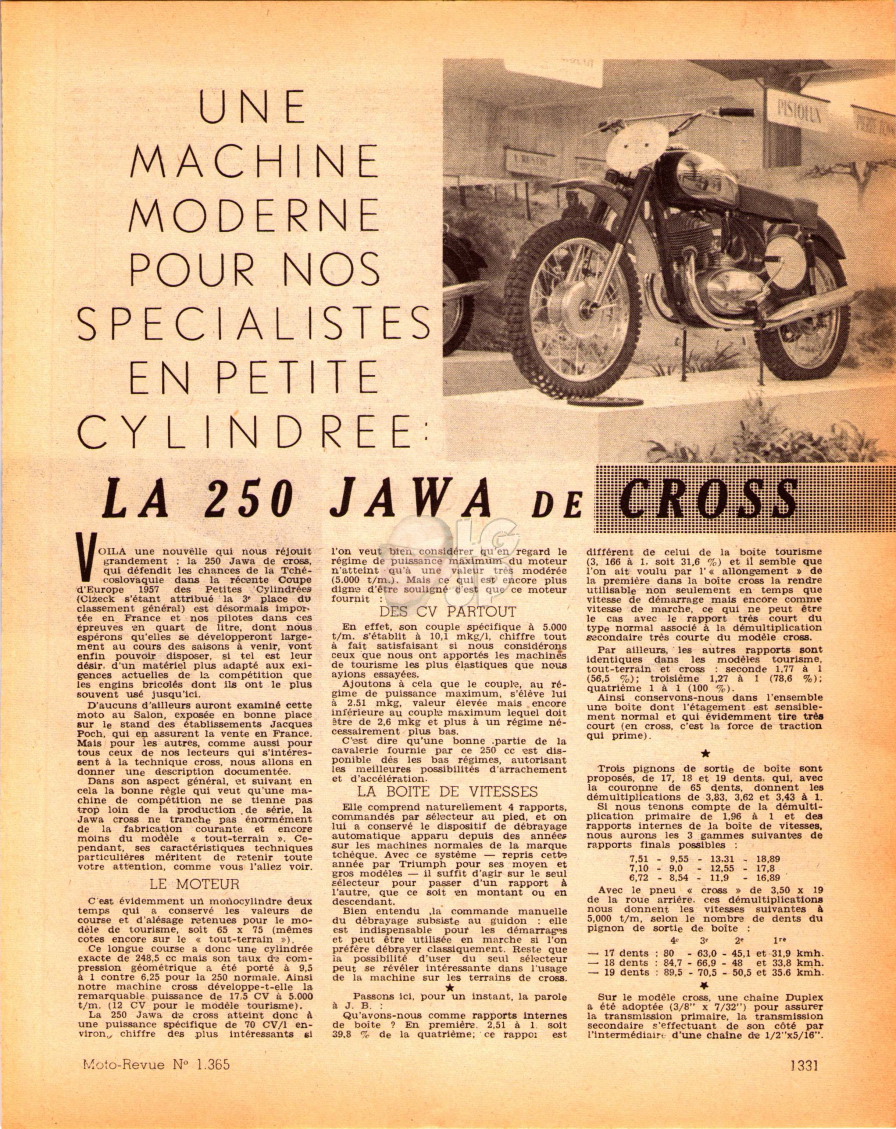 UNE
MACHINE
MODERNE
POUR NOS
SPECIALISTES
EN PETITE
CYLINDREE :
PISTOLUX
LA 250 JAWA DE CROSS
VOILA une nouvelle qui nous réjouit
grandement : la 250 Jawa de cross,
qui défendit les chances de la Tché-
coslovaquie dans la récente Coupe
d'Europe 1957 des Petites Cylindrées
(Cizeck s'étant attribué la 3e place du
classement général) est désormais impor-
tée en France et nos pilotes dans ces
épreuves en quart de litre, dont nous
espérons qu'elles se développeront large-
ment au cours des saisons à venir, vont
enfin pouvoir disposer, si tel est leur
désir, d'un matériel plus adapté aux exi-
gences actuelles de la compétition que
les engins bricolés dont ils ont le plus
souvent usé jusqu'ici.
D'aucuns d'ailleurs auront examiné cette
moto au Salon, exposée en bonne place
sur le stand des établissements Jacques
Poch, qui en assurent la vente en France.
Mais pour les autres, comme aussi pour
tous ceux de nos lecteurs qui s'intéres-
sent à la technique cross, nous allons en
donner une description documentée.
Dans son aspect général, et suivant en
cela la bonne règle qui veut qu'une ma-
chine de compétition ne se tienne pas
trop loin de la production de série, la
Jawa cross ne tranche pas énormément
de la fabrication courante et encore
moins du modèle « tout-terrain ». Ce-
pendant, ses caractéristiques techniques
particulières méritent de retenir toute
votre attention, comme vous l'allez voir.
LE MOTEUR
C'est évidemment un monocylindre deux
temps qui a conservé les valeurs de
course et d'alésage retenues pour le mo-
dèle de tourisme, soit 65 x 75 (mêmes
cotes encore sur le « tout-terrain »).
Ce longue course a donc une cylindrée
exacte de 248,5 cc mais son taux de com-
pression géométrique a été porté à 9,5
à 1 contre 6,25 pour la 250 normale. Ainsi
notre machine cross développe-t-elle la
remarquable puissance de 17.5 CV à 5.000
t/m. (12 CV pour le modèle tourisme).
La 250 Jawa de cross atteint donc à
une puissance spécifique de 70 CV/l en-
viron, chiffre des plus intéressants si
l'on veut bien considérer qu'en regard le
régime de puissance maximum du moteur
n'atteint qu'à une valeur très modérée
(5.000 t/m.). Mais ce qui est encore plus
digne d'être souligné c'est que ce moteur
fournit :
DES CV PARTOUT
En effet, son couple spécifique à 5.000
t/m. s'établit à 10,1 mkg/l, chiffre tout
à fait satisfaisant si nous considérons
ceux que nous ont apportés les machines
de tourisme les plus élastiques que nous
ayions essayées.
Ajoutons à cela que le couple, au ré-
gime de puissance maximum, s'élève lui
à 2.51 mkg, valeur élevée mais encore
inférieure au couple maximum lequel doit
être de 2,6 mkg et plus à un régime né-
cessairement plus bas.
C'est dire qu'une bonne partie de la
cavalerie fournie par ce 250 cc est dis-
ponible dès les bas régimes, autorisant
les meilleures possibilités d'arrachement
et d'accélération.
LA BOITE DE VITESSES
Elle comprend naturellement 4 rapports,
commandés par sélecteur au pied, et on
lui a conservé le dispositif de débrayage
automatique apparu depuis des années
sur les machines normales de la marque
tchèque. Avec ce système — repris cette
année par Triumph pour ses moyen et
gros modèles — il suffit d'agir sur le seul
sélecteur pour passer d'un rapport à
l'autre, que ce soit en montant ou en
descendant.
Bien entendu ,la commande manuelle
du débrayage subsiste au guidon : elle
est indispensable pour les démarrages
et peut être utilisée en marche si l'on
préfère débrayer classiquement. Reste que
la possibilité d'user du seul sélecteur
peut se révéler intéressante dans l'usage
de la machine sur les terrains de cross.
★
Passons ici, pour un instant, la parole
à J. B. :
Qu'avons-nous comme rapports internes
de boîte ? En première, 2,51 à 1. soit
39,8 % de la quatrième; ce rappoi est
différent de celui de la boîte tourisme
(3, 166 à 1. soit 31,6 %) et il semble que
l'on ait voulu par l'« allongement » de
la première dans la boîte cross la rendre
utilisable non seulement en temps que
vitesse de démarrage mais encore comme
vitesse de marche, ce qui ne peut être
le cas avec le rapport très court du
type normal associé à la démultiplication
secondaire très courte du modèle cross.
Par ailleurs, les autres rapports sont
identiques dans les modèles tourisme,
tout-terrain et cross : seconde 1,77 à 1
(56,5 %); troisième 1,27 à 1 (78,6 %);
quatrième 1 à 1 (100 %).
Ainsi conservons-nous dans l'ensemble
une boîte dont l'étagement est sensible-
ment normal et qui évidemment tire très
court (en cross, c'est la force de traction
qui prime).
★
Trois pignons de sortie de boîte sont
proposés, de 17, 18 et 19 dents, qui, avec
la couronne de 65 dents, donnent les
démultiplications de 3,83, 3,62 et 3,43 à 1.
Si nous tenons compte de la démulti-
plication primaire de 1,96 à 1 et des
rapports internes de la boîte de vitesses,
nous aurons les 3 gammes suivantes de
rapports finals possibles :
7,51 - 9,55 - 13.31 - 18,89
7,10 - 9,0 - 12,55 - 17,8
6,72 - 8,54 - 11,9 - 16,89
Avec le pneu « cross » de 3,50 x 19
de la roue arrière, ces démultiplications
nous donnent les vitesses suivantes à
5,000 t/m, selon le nombre de dents du
pignon de sortie de boîte :
4e 3e 2e 1re
— 17 dents : 80 - 63,0 - 45,1 et 31,9 kmh.
— 18 dents : 84,7 - 66,9 - 48 et 33,8 kmh.
— 19 dents : 89,5 - 70,5 - 50,5 et 35.6 kmh.
★
Sur le modèle cross, une chaîne Duplex
a été adoptée (3/8" x 7/32") pour assurer
la transmission primaire, la transmission
secondaire s'effectuant de son côté par
l'intermédiaire d'une chaîne de 1/2"x5/16".
Moto-Revue N° 1.365
1331